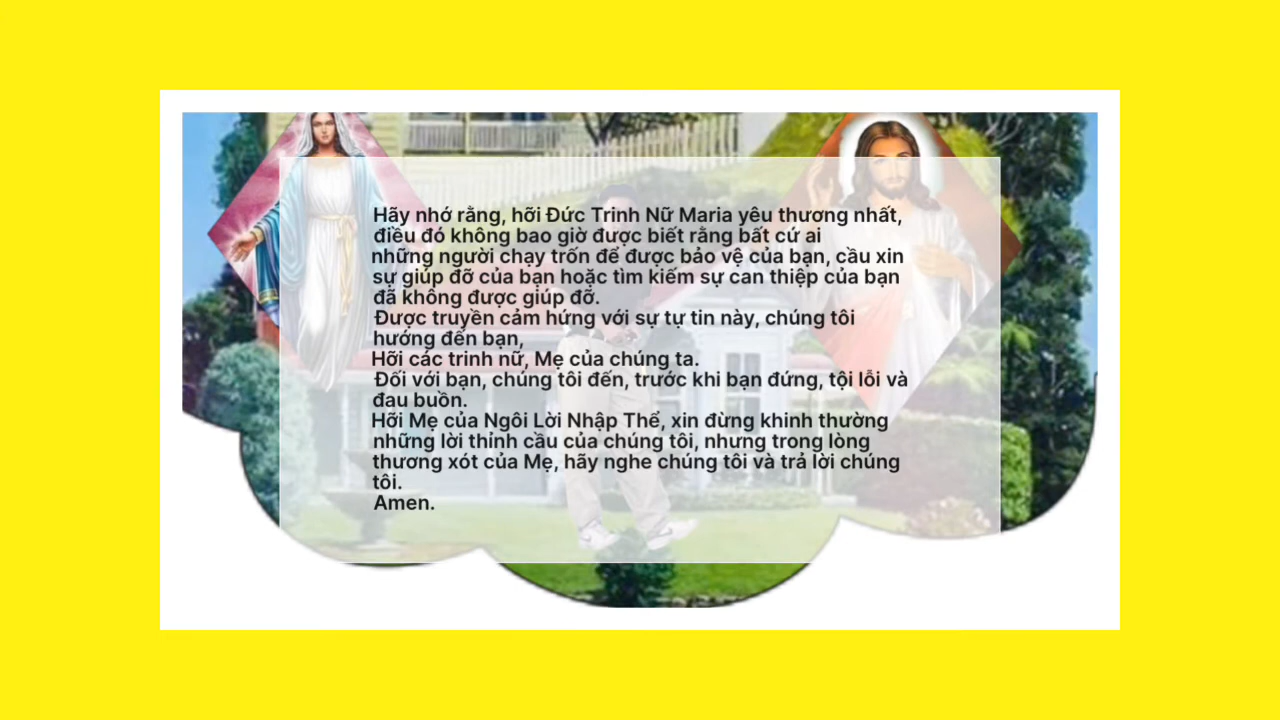 Hãy nhớ rằng, hỡi Đức Trinh Nữ Maria yêu thương nhất,
điều đó không bao giờ được biết rằng bất cứ ai
những người chạy trốn để được bảo vệ của bạn, cầu xin
sự giúp đỡ của bạn hoặc tìm kiếm sự can thiệp của bạn
đã không được giúp đỡ.
Được truyền cảm hứng với sự tự tin này, chúng tôi
hướng đến bạn,
Hỡi các trinh nữ, Mẹ của chúng ta.
Đối với bạn, chúng tôi đến, trước khi bạn đứng, tội lỗi và
đau buồn.
Hỡi Mẹ của Ngôi Lời Nhập Thể, xin đừng khinh thường
những lời thỉnh cầu của chúng tôi, nhưng trong lòng
thương xót của Mẹ, hãy nghe chúng tôi và trả lời chúng
tôi.
Amen.